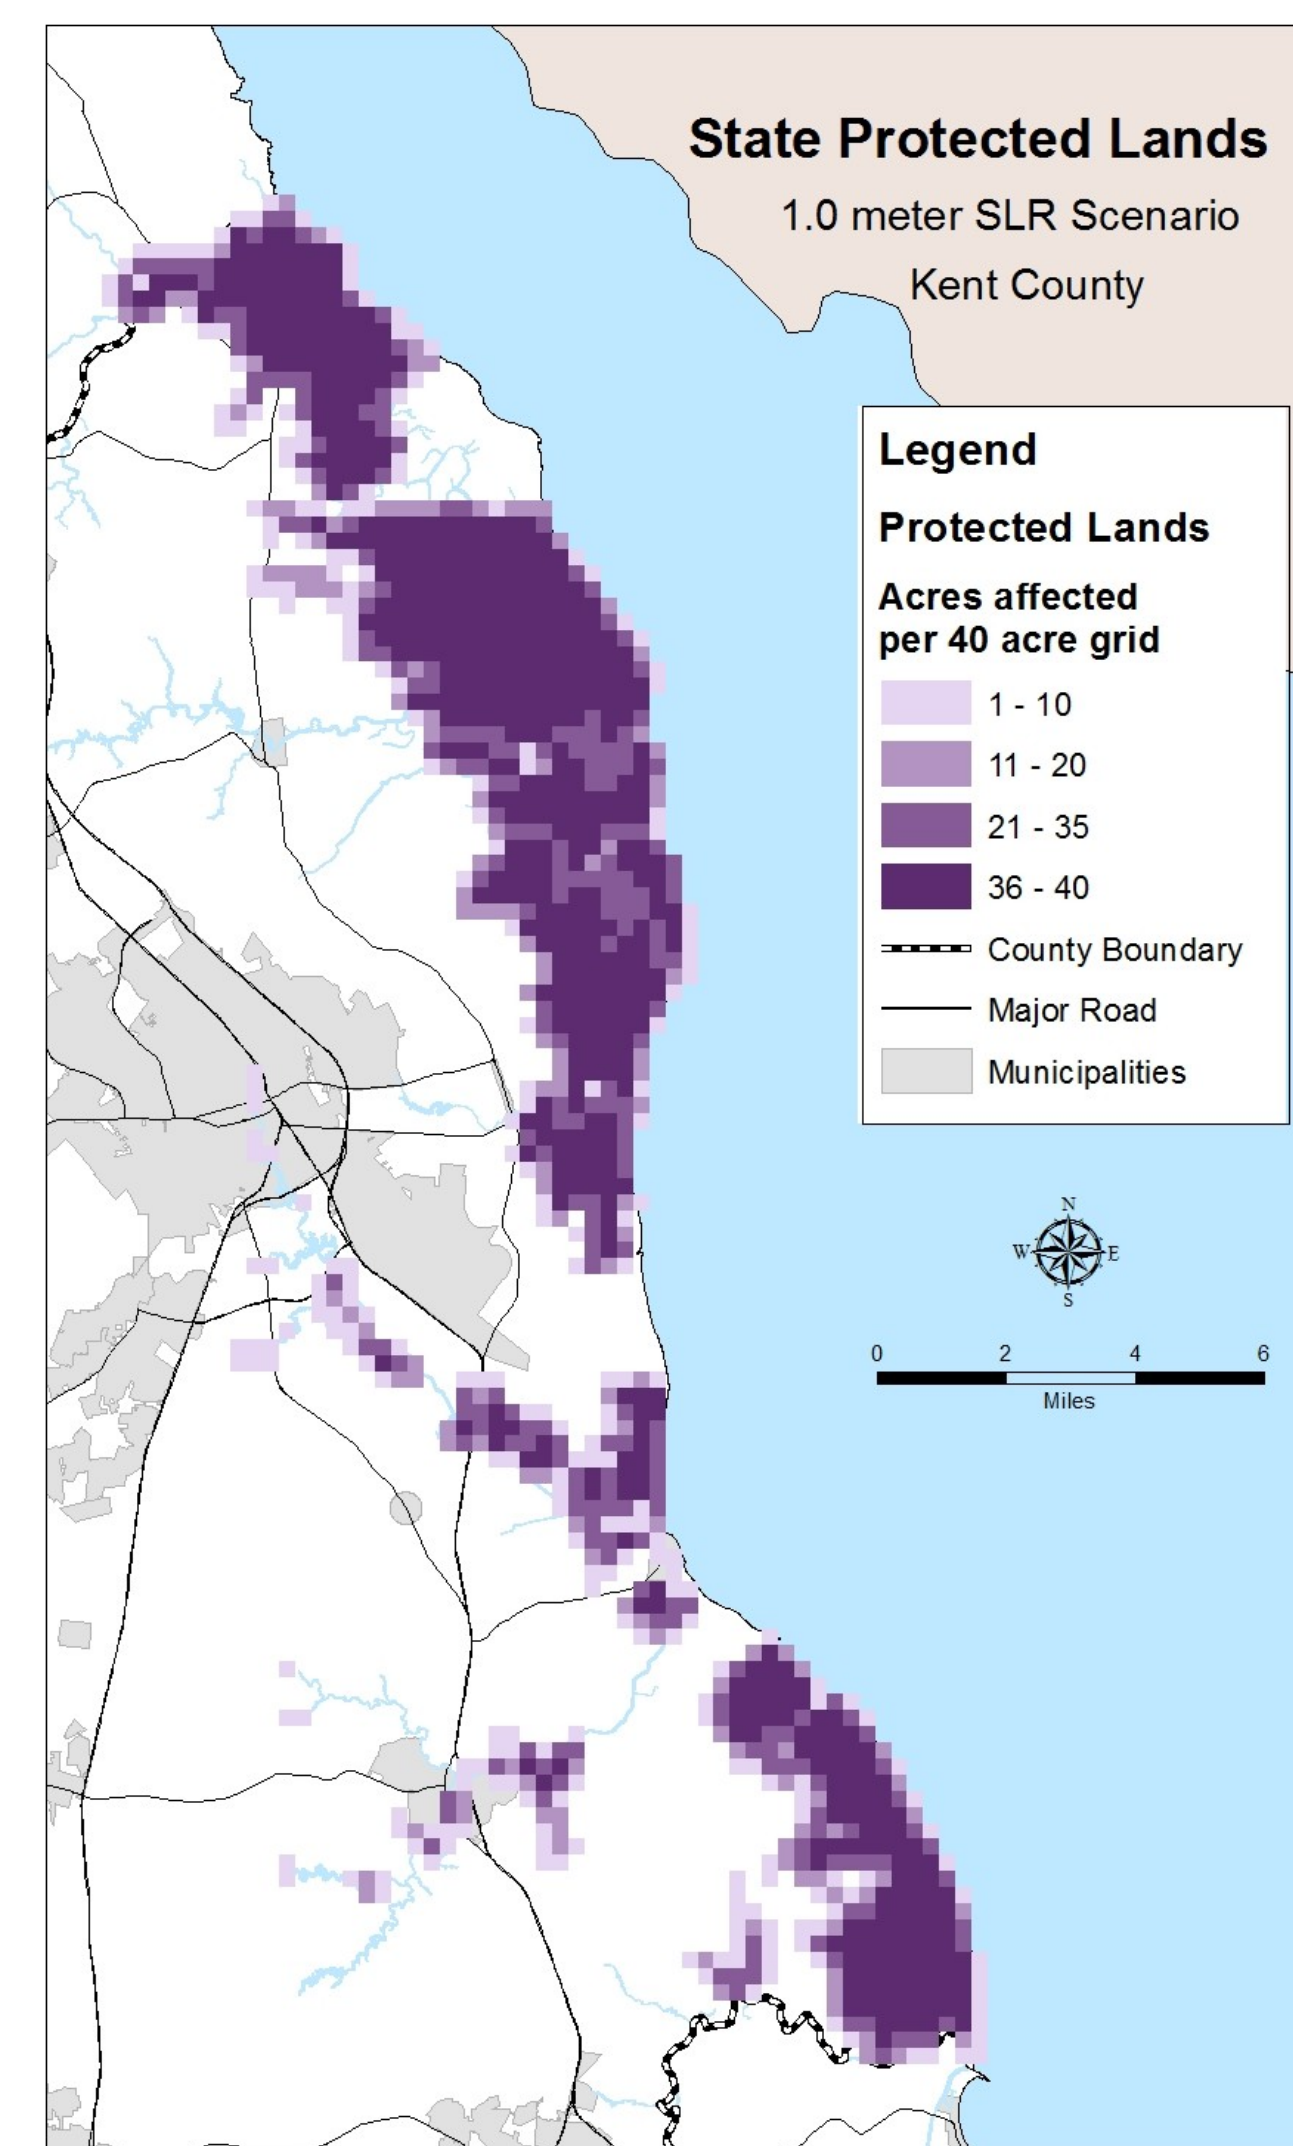 State Protected Lands
1.0 meter SLR Scenario
Kent County
Legend
Protected Lands
Acres affected
per 40 acre grid
1 - 10
11 - 20
21 - 35
36 - 40
County Boundary
Major Road
Municipalities
N
W E
S
0 2 4 6
Miles